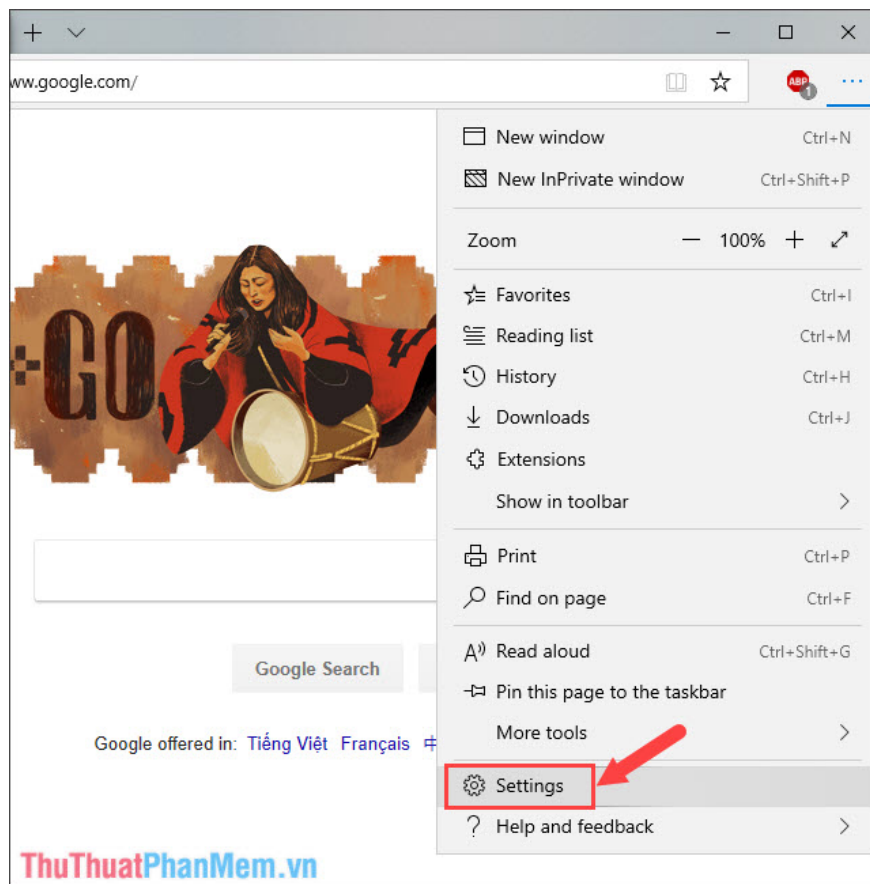 ww.google.com/
ABP
1
New window Ctrl+N
New InPrivate window Ctrl+Shift+P
Zoom — 100% +
Favorites Ctrl+I
Reading list Ctrl+M
History Ctrl+H
Downloads Ctrl+J
Extensions
Show in toolbar
Print Ctrl+P
Find on page Ctrl+F
Read aloud Ctrl+Shift+G
Pin this page to the taskbar
More tools
Settings
? Help and feedback
GO
Google Search
Google offered in: Tiếng Việt Français
ThuThuatPhanMem.vn